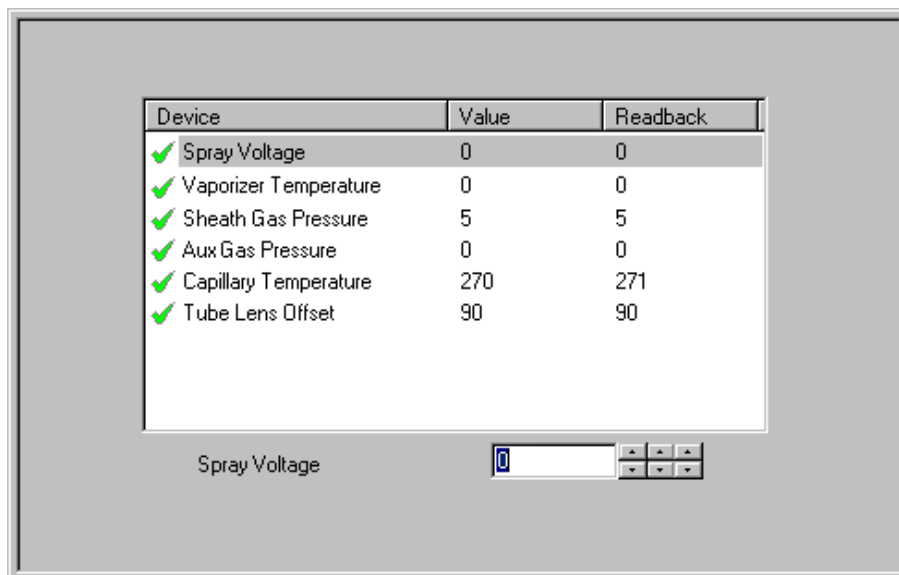 Device Value Readback
Spray Voltage 0 0
Vaporizer Temperature 0 0
Sheath Gas Pressure 5 5
Aux Gas Pressure 0 0
Capillary Temperature 270 271
Tube Lens Offset 90 90
Spray Voltage 0